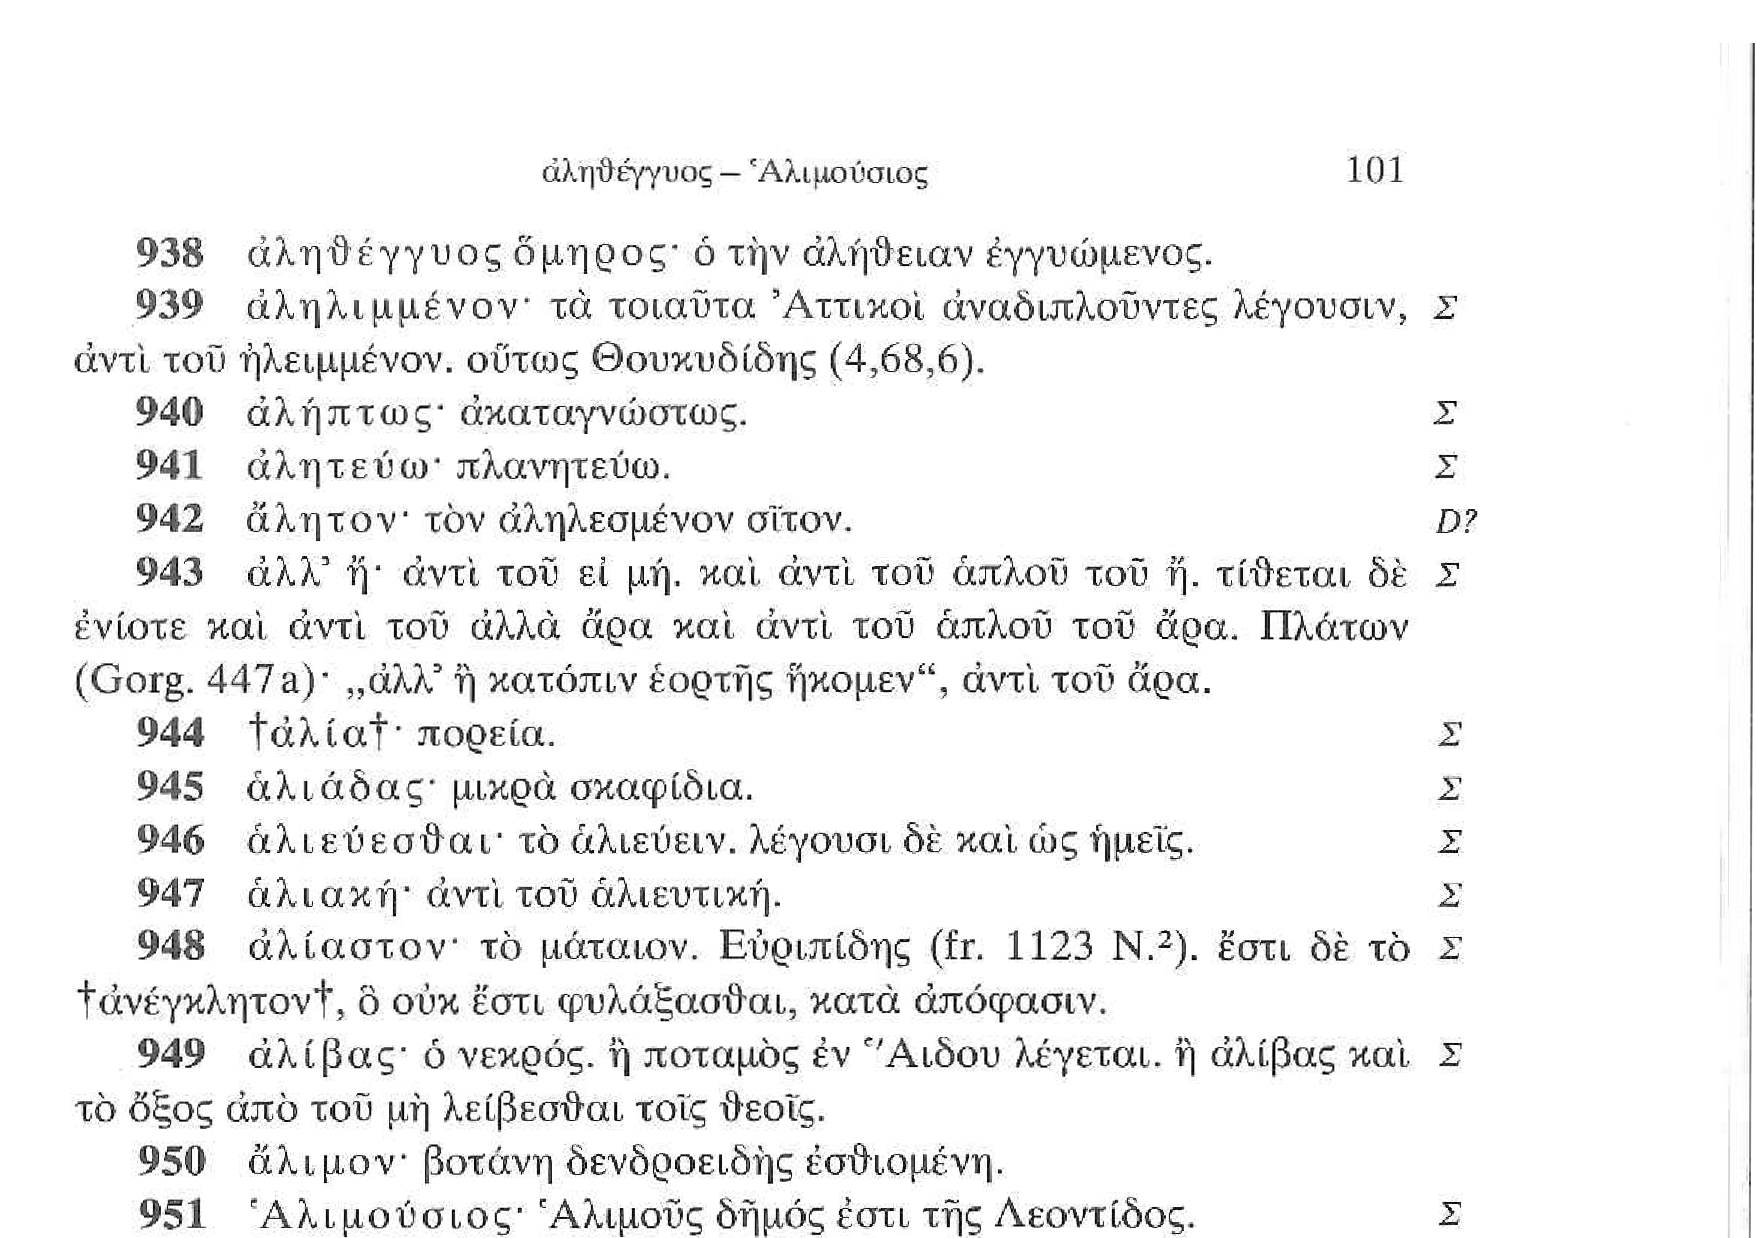 ἀληθέγγυος – Ἁλιμούσιος 101
938 ἀληθέγγυος ὅμηρος· ὁ τὴν ἀλήθειαν ἐγγυώμενος.
939 ἀληλιμμένον· τὰ τοιαῦτα Ἀττικοὶ ἀναδιπλοῦντες λέγουσιν, Σ
ἀντὶ τοῦ ἠλειμμένον. οὕτως Θουκυδίδης (4,68,6).
940 ἀλήπτως· ἀκαταγνώστως. Σ
941 ἀλητεύω· πλανητεύω. Σ
942 ἄλητον· τὸν ἀληλεσμένον σῖτον. D?
943 ἀλλ’ ἤ· ἀντὶ τοῦ εἰ μή. καὶ ἀντὶ τοῦ ἁπλοῦ τοῦ ἤ. τίθεται δὲ Σ
ἐνίοτε καὶ ἀντὶ τοῦ ἀλλὰ ἄρα καὶ ἀντὶ τοῦ ἁπλοῦ τοῦ ἄρα. Πλάτων
(Gorg. 447a)· „ἀλλ’ ἢ κατόπιν ἑορτῆς ἥκομεν“, ἀντὶ τοῦ ἄρα.
944 †ἀλία†· πορεία. Σ
945 ἁλιάδας· μικρὰ σκαφίδια. Σ
946 ἁλιεύεσθαι· τὸ ἁλιεύειν. λέγουσι δὲ καὶ ὡς ἡμεῖς. Σ
947 ἁλιακή· ἀντὶ τοῦ ἁλιευτική. Σ
948 ἀλίαστον· τὸ μάταιον. Εὐριπίδης (fr. 1123 N.²). ἔστι δὲ τὸ Σ
†ἀνέγκλητον†, ὃ οὐκ ἔστι φυλάξασθαι, κατὰ ἀπόφασιν.
949 ἀλίβας· ὁ νεκρός. ἢ ποταμὸς ἐν Ἅιδου λέγεται. ἢ ἀλίβας καὶ Σ
τὸ ὄξος ἀπὸ τοῦ μὴ λείβεσθαι τοῖς θεοῖς.
950 ἄλιμον· βοτάνη δενδροειδὴς ἐσθιομένη.
951 Ἁλιμούσιος· Ἁλιμοῦς δῆμός ἐστι τῆς Λεοντίδος. Σ